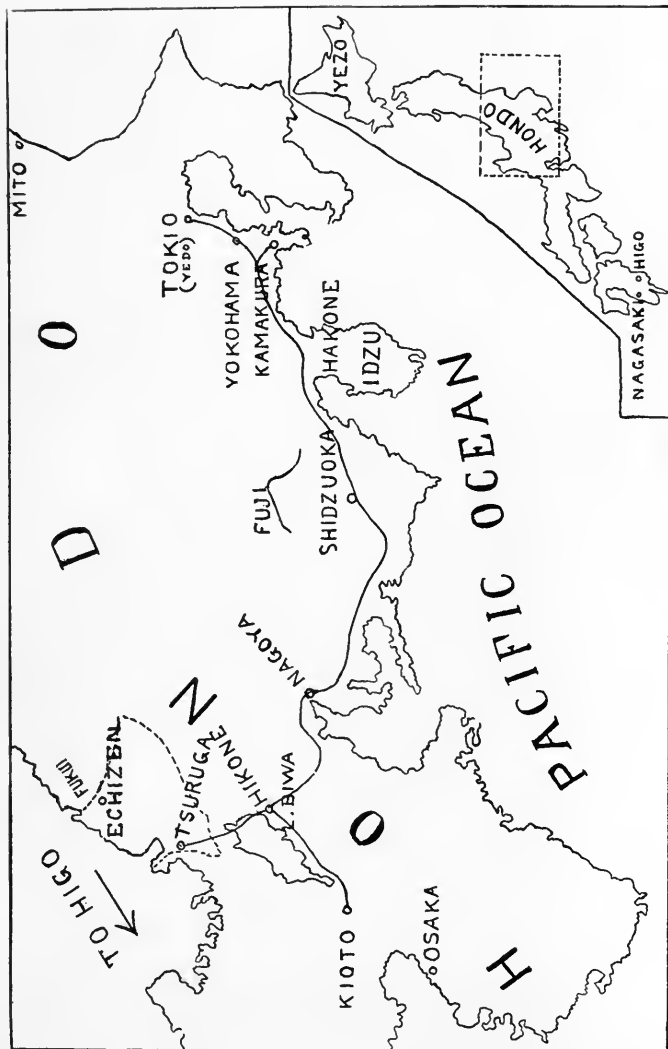 MITO
TOKIO
(YEDO)
YOKOHAMA
KAMAKURA
HAKONE
IDZU
FUJI
SHIDZUOKA
NAGOYA
HIKONE
L. BIWA
TSURUGA
ECHIZEN
FUKUI
TO HIGO
KIOTO
OSAKA
HONDO
PACIFIC OCEAN
YEZO
HONDO
NAGASAKI
HIGO